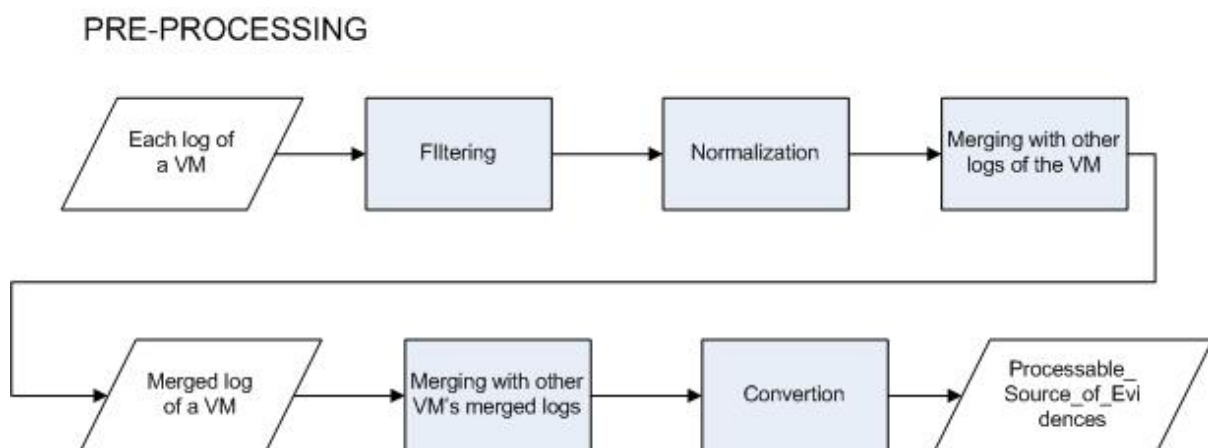 PRE-PROCESSING
Each log of
a VM
FIltering
Normalization
Merging with other
logs of the VM
Merged log
of a VM
Merging with other
VM's merged logs
Convertion
Processable_
Source_of_Evi
dences